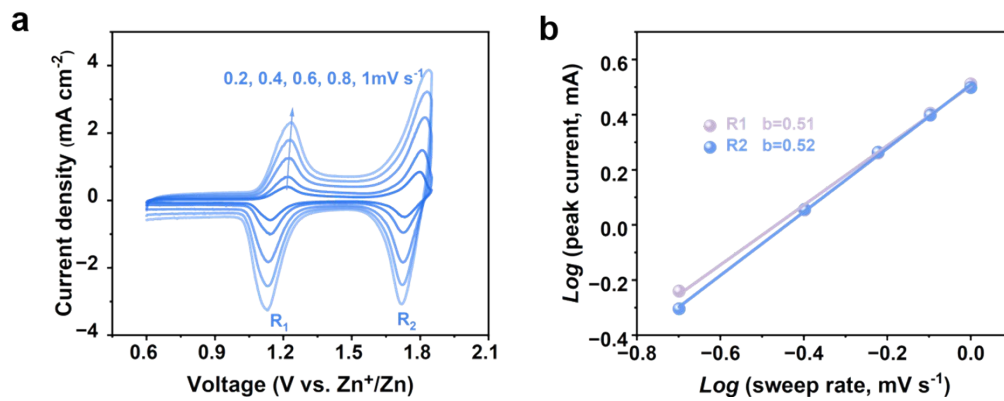 a
Current density (mA cm⁻²)
4
2
0
−2
−4
0.2, 0.4, 0.6, 0.8, 1mV s⁻¹
R₁
R₂
0.6
0.9
1.2
1.5
1.8
2.1
Voltage (V vs. Zn⁺/Zn)
b
Log (peak current, mA)
0.6
0.4
0.2
0.0
−0.2
−0.4
R1 b=0.51
R2 b=0.52
−0.8
−0.6
−0.4
−0.2
0.0
Log (sweep rate, mV s⁻¹)